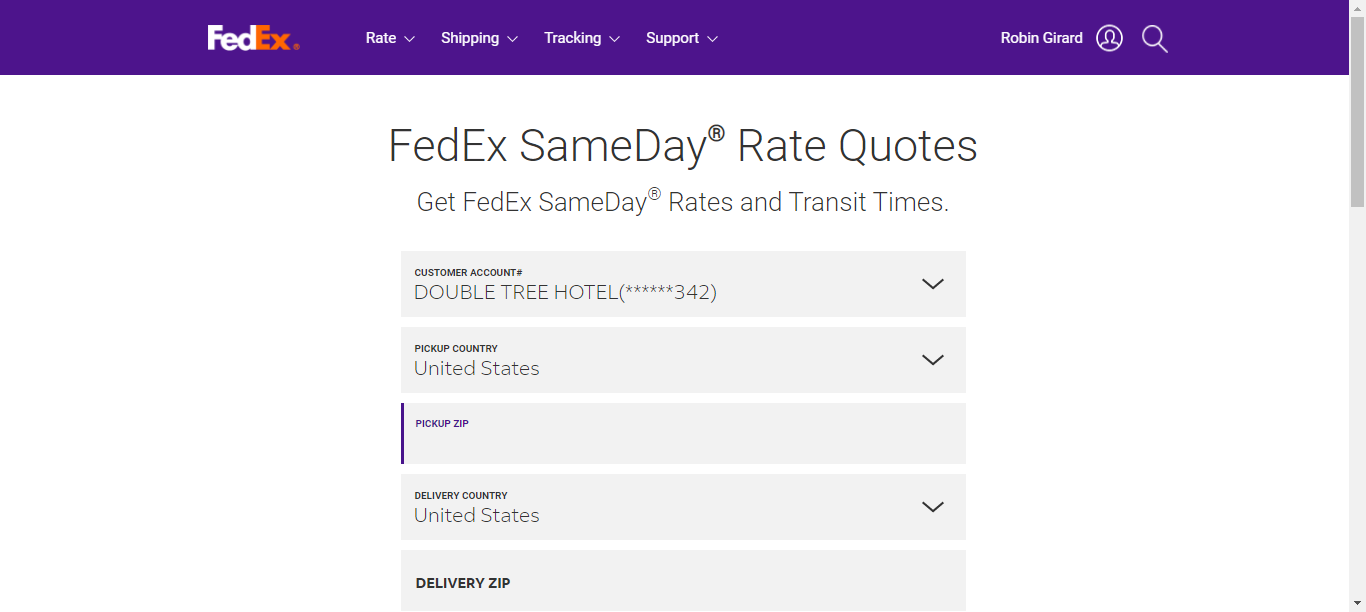 FedEx®
Rate Shipping Tracking Support
Robin Girard
FedEx SameDay® Rate Quotes
Get FedEx SameDay® Rates and Transit Times.
CUSTOMER ACCOUNT#
DOUBLE TREE HOTEL(******342)
PICKUP COUNTRY
United States
PICKUP ZIP
DELIVERY COUNTRY
United States
DELIVERY ZIP